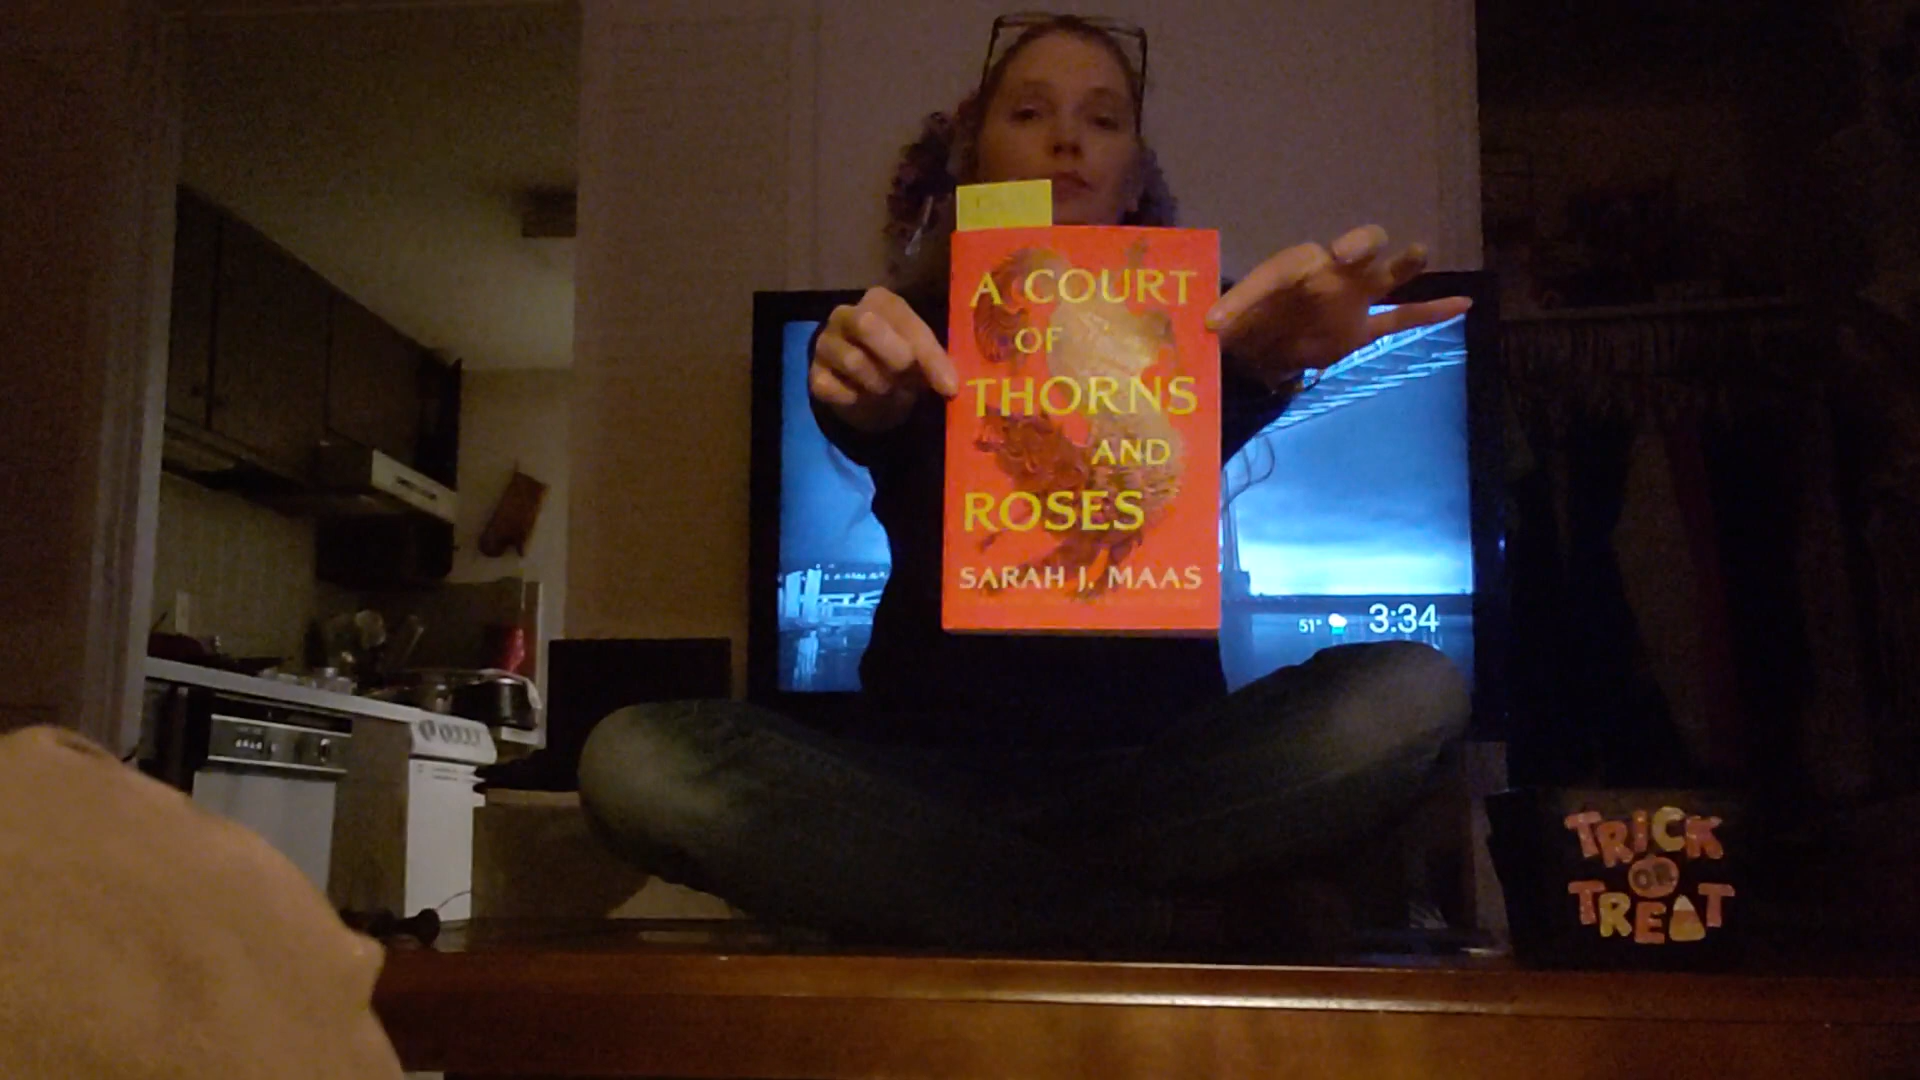 A COURT
OF
THORNS
AND
ROSES
SARAH J. MAAS
51° 3:34
TRICK
OR
TREAT